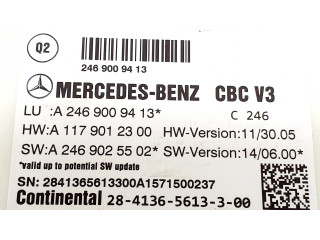 Q2
246 900 94 13
MERCEDES-BENZ CBC V3
LU :A 246 900 94 13* C 246
HW:A 117 901 23 00 HW-Version:11/30.05
SW:A 246 902 55 02* SW-Version:14/06.00*
*valid up to potential SW update
SN: 2841365613300A1571500237
Continental 28-4136-5613-3-00